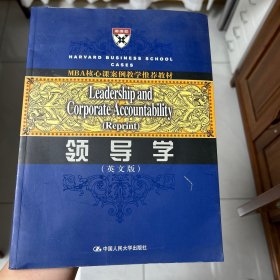 HARVARD BUSINESS SCHOOL
CASES
MBA核心课案例教学推荐教材
Leadership and
Corporate Accountability
(Reprint)
领导学
(英文版)
中国人民大学出版社